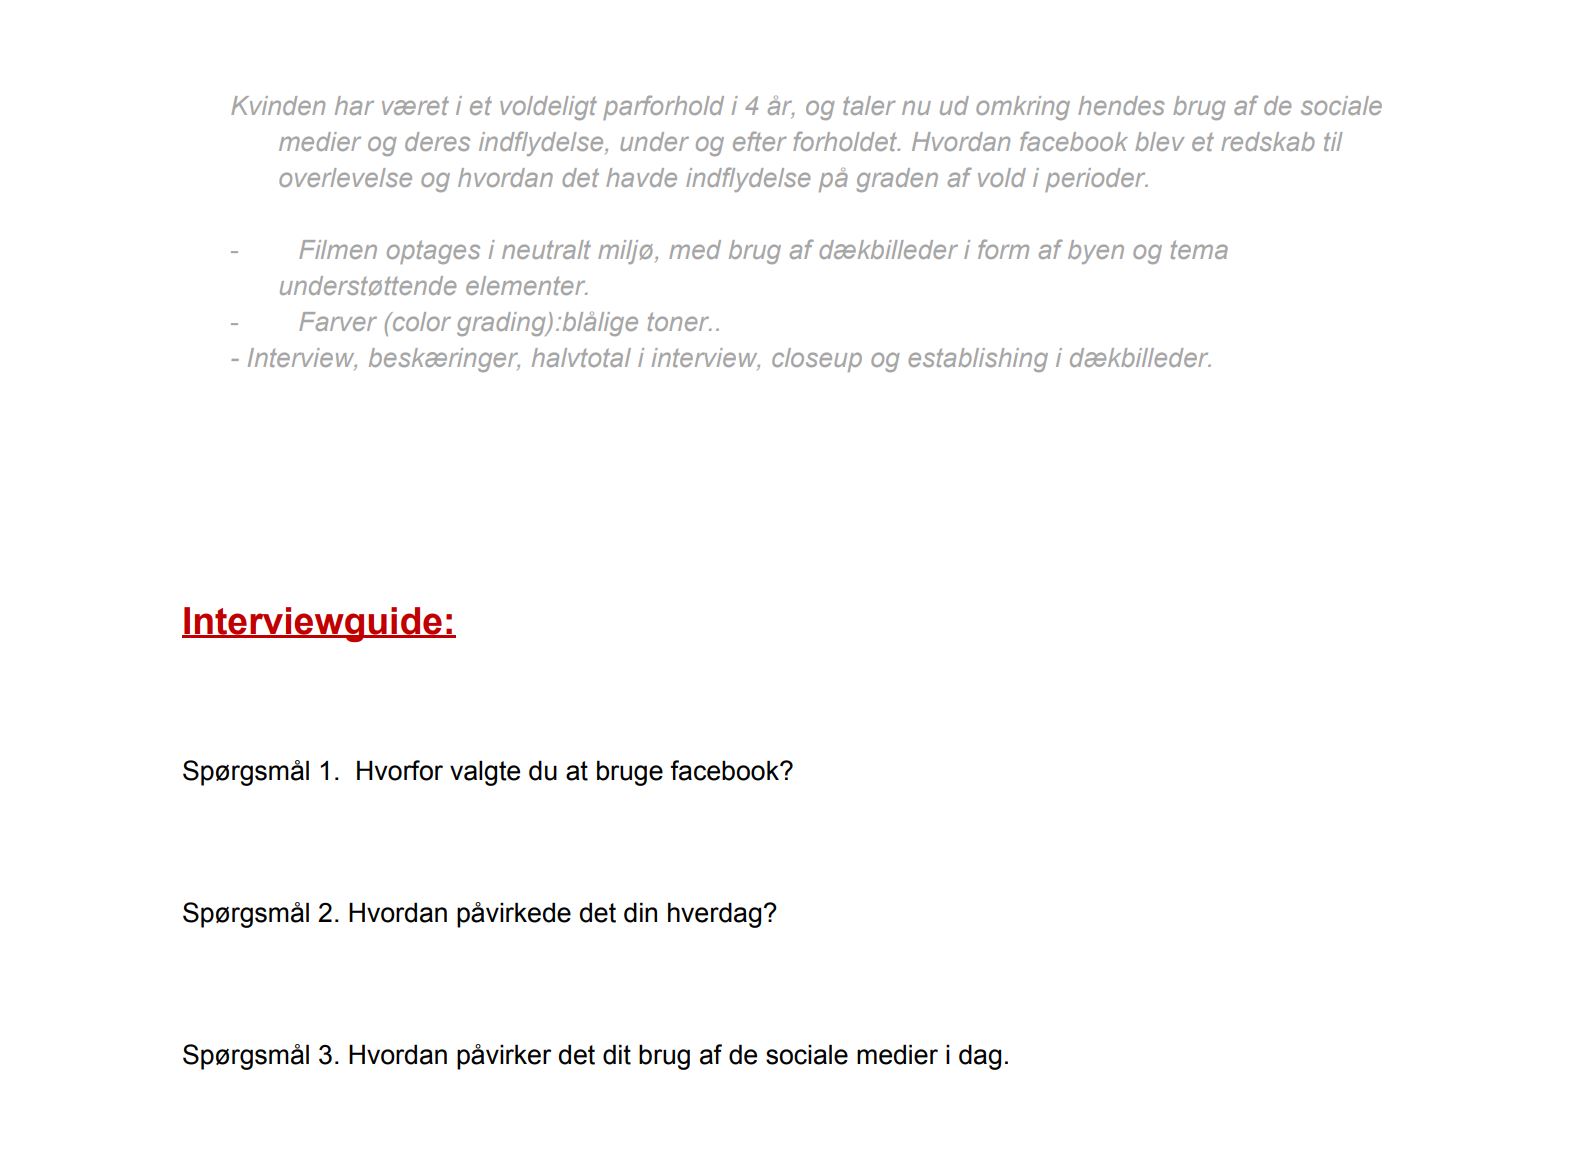 Kvinden har været i et voldeligt parforhold i 4 år, og taler nu ud omkring hendes brug af de sociale
medier og deres indflydelse, under og efter forholdet. Hvordan facebook blev et redskab til
overlevelse og hvordan det havde indflydelse på graden af vold i perioder.
- Filmen optages i neutralt miljø, med brug af dækbilleder i form af byen og tema
understøttende elementer.
- Farver (color grading):blålige toner..
- Interview, beskæringer, halvtotal i interview, closeup og establishing i dækbilleder.
Interviewguide:
Spørgsmål 1.  Hvorfor valgte du at bruge facebook?
Spørgsmål 2. Hvordan påvirkede det din hverdag?
Spørgsmål 3. Hvordan påvirker det dit brug af de sociale medier i dag.